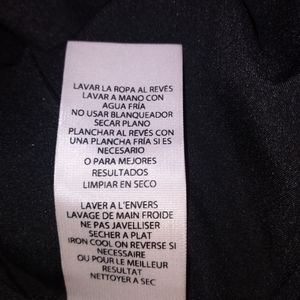 LAVAR LA ROPA AL REVÉS
LAVAR A MANO CON
AGUA FRÍA
NO USAR BLANQUEADOR
SECAR PLANO
PLANCHAR AL REVÉS CON
UNA PLANCHA FRÍA SI ES
NECESARIO
O PARA MEJORES
RESULTADOS
LIMPIAR EN SECO
LAVER A L'ENVERS
LAVAGE DE MAIN FROIDE
NE PAS JAVELLISER
SECHER A PLAT
IRON COOL ON REVERSE SI
NECESSAIRE
OU POUR LE MEILLEUR
RESULTAT
NETTOYER A SEC